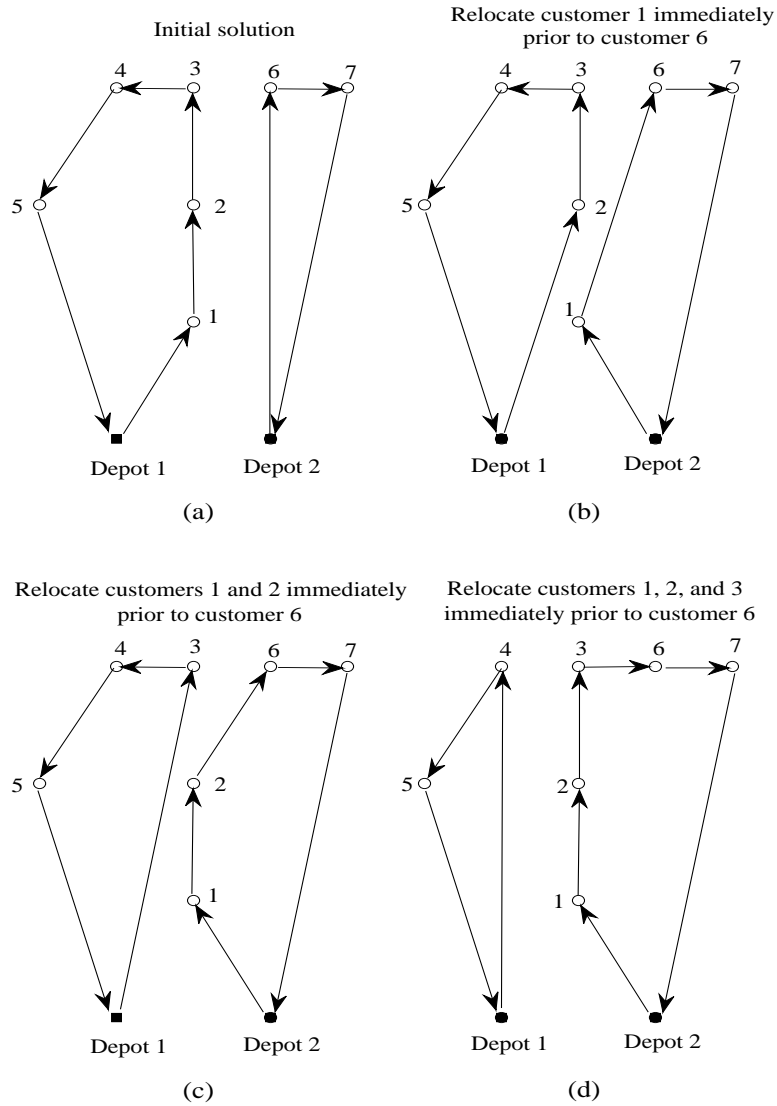 Initial solution
4
3
6
7
5
2
1
Depot 1
Depot 2
(a)
Relocate customer 1 immediately
prior to customer 6
4
3
6
7
5
2
1
Depot 1
Depot 2
(b)
Relocate customers 1 and 2 immediately
prior to customer 6
4
3
6
7
5
2
1
Depot 1
Depot 2
(c)
Relocate customers 1, 2, and 3
immediately prior to customer 6
4
3
6
7
5
2
1
Depot 1
Depot 2
(d)